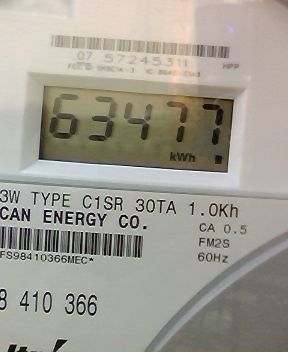 07 57245311
HPP
63477
kWh
3W TYPE C1SR 30TA 1.0Kh
CAN ENERGY CO.
CA 0.5
FM2S
60Hz
FS98410366MEC*
8 410 366